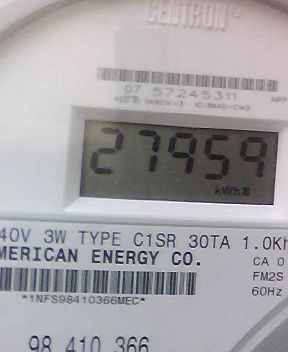 CENTRON®
07 57245311
27959
kWh
40V 3W TYPE C1SR 30TA 1.0Kh
MERICAN ENERGY CO.
CA 0
FM2S
*1NFS98410366MEC*
60Hz
98 410 366